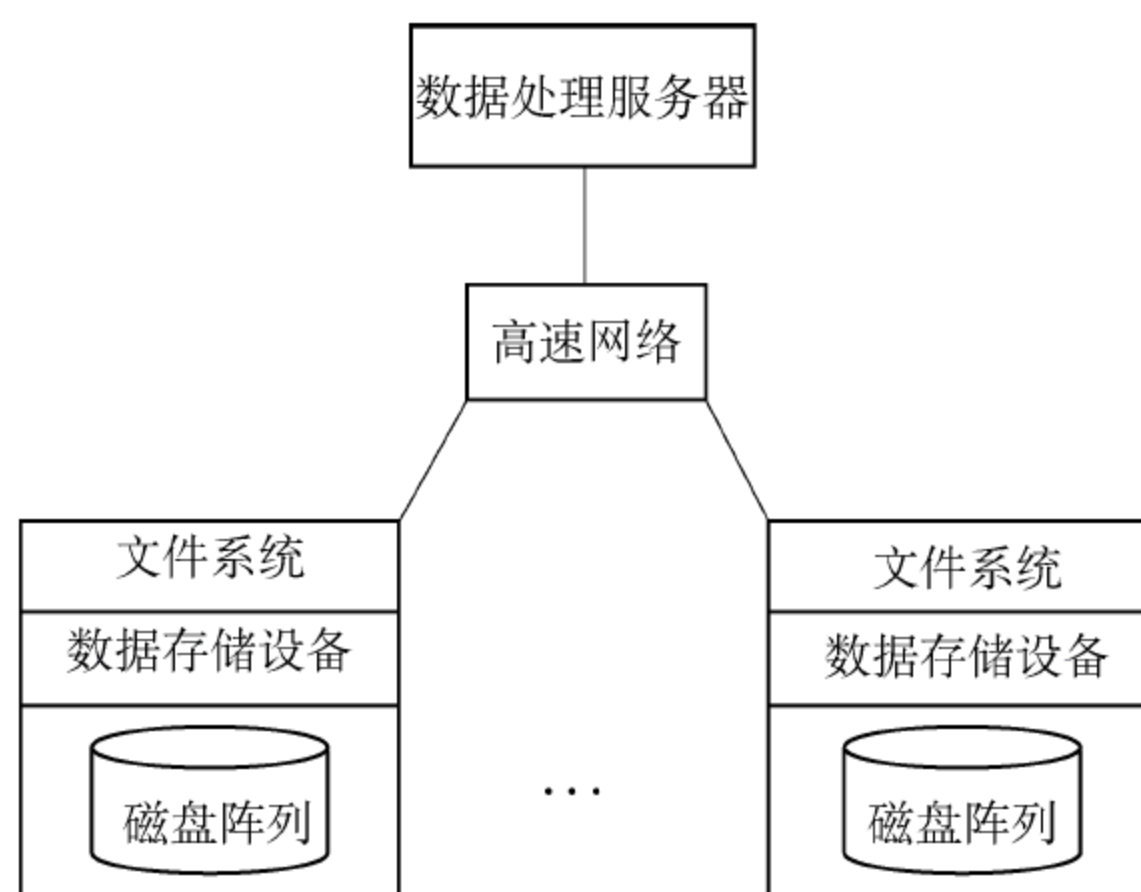 数据处理服务器
高速网络
文件系统
数据存储设备
磁盘阵列
...
文件系统
数据存储设备
磁盘阵列